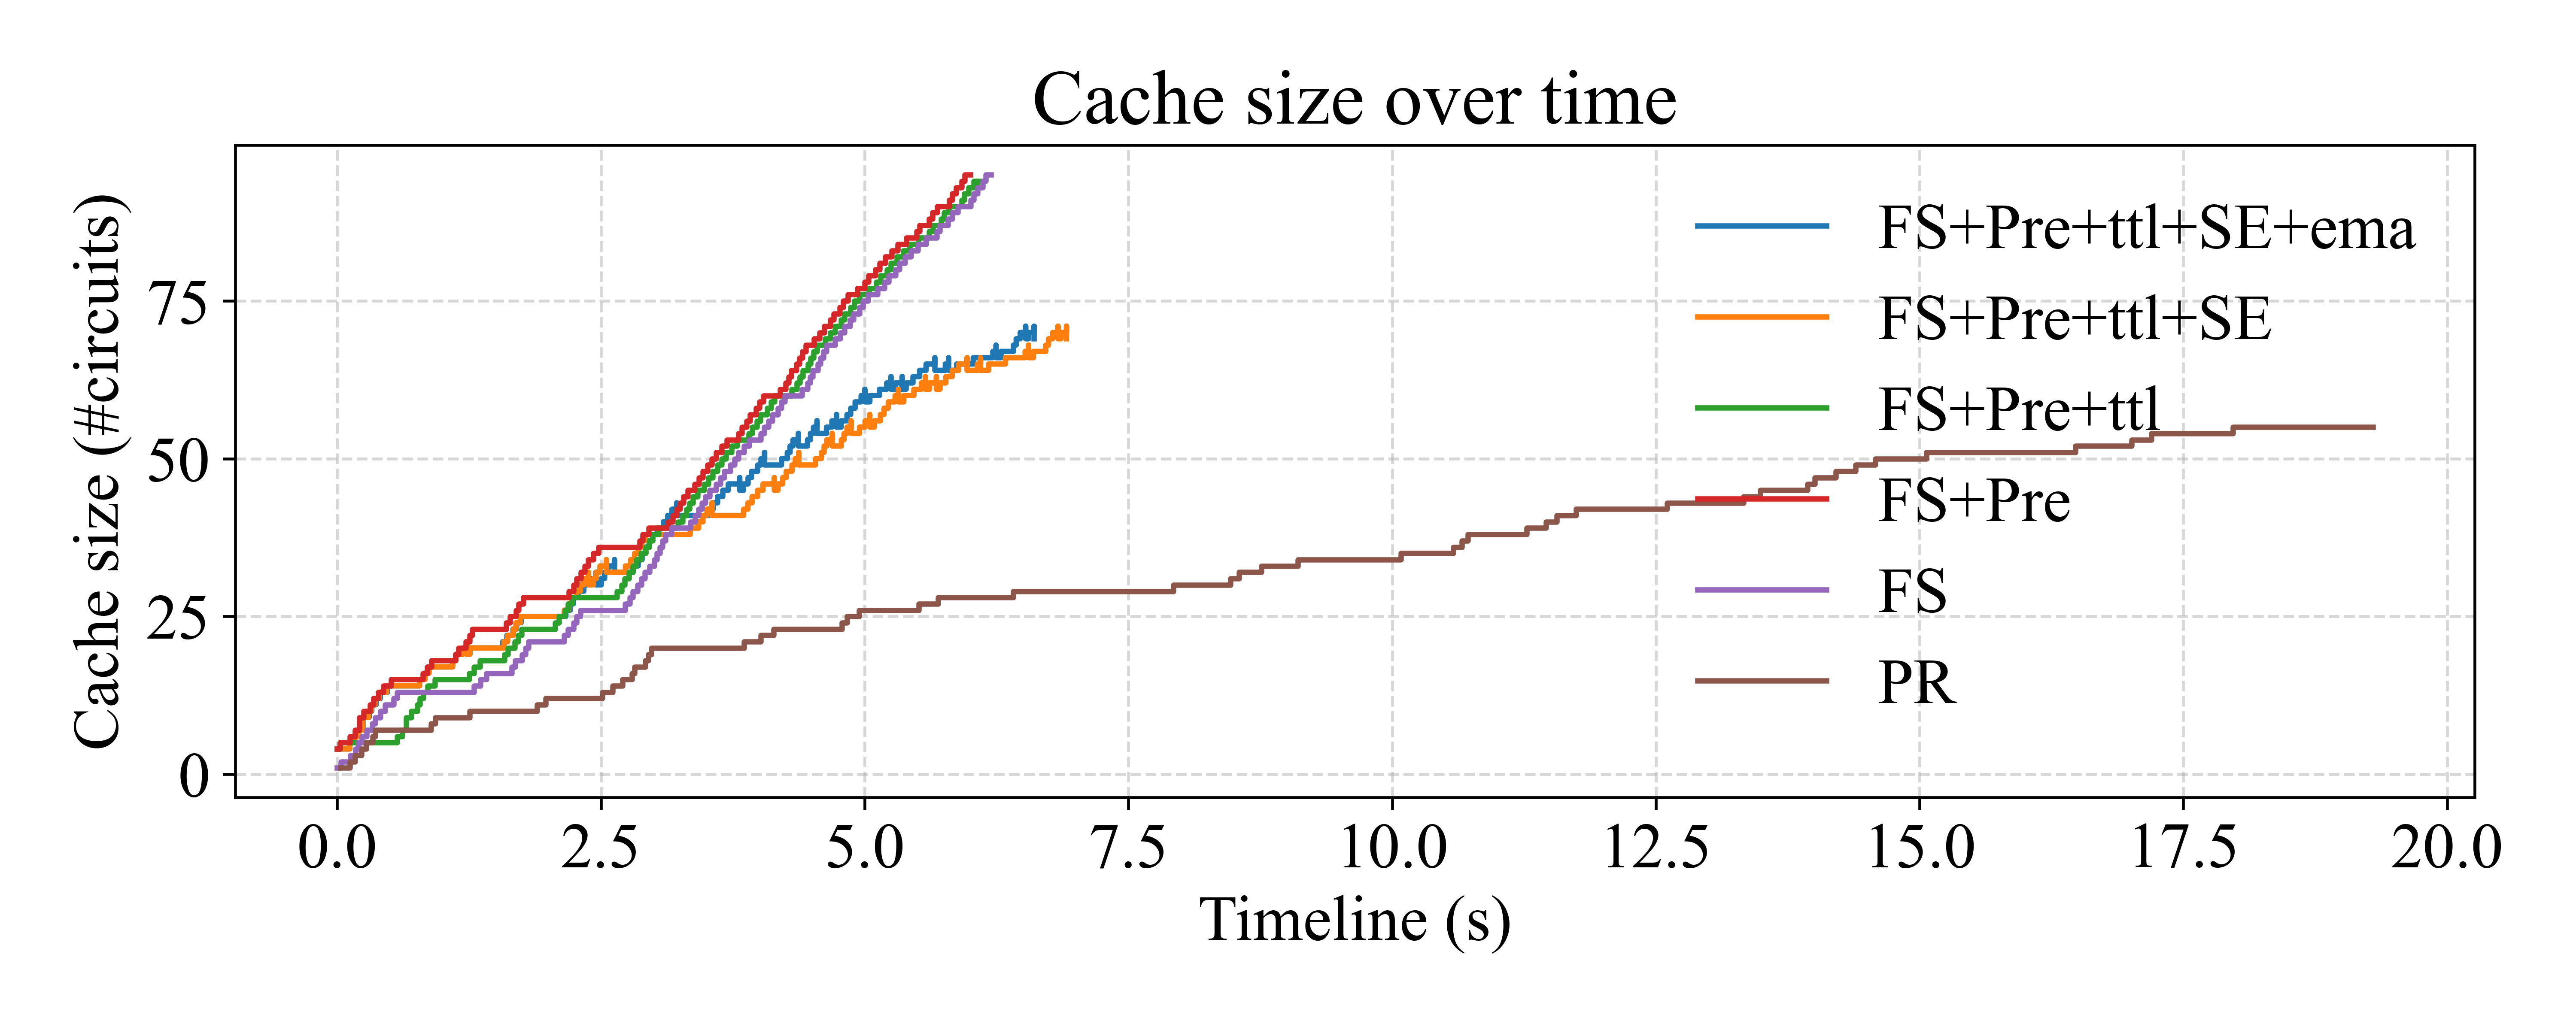 Cache size over time
Cache size (#circuits)
75
50
25
0
FS+Pre+ttl+SE+ema
FS+Pre+ttl+SE
FS+Pre+ttl
FS+Pre
FS
PR
0.0 2.5 5.0 7.5 10.0 12.5 15.0 17.5 20.0
Timeline (s)